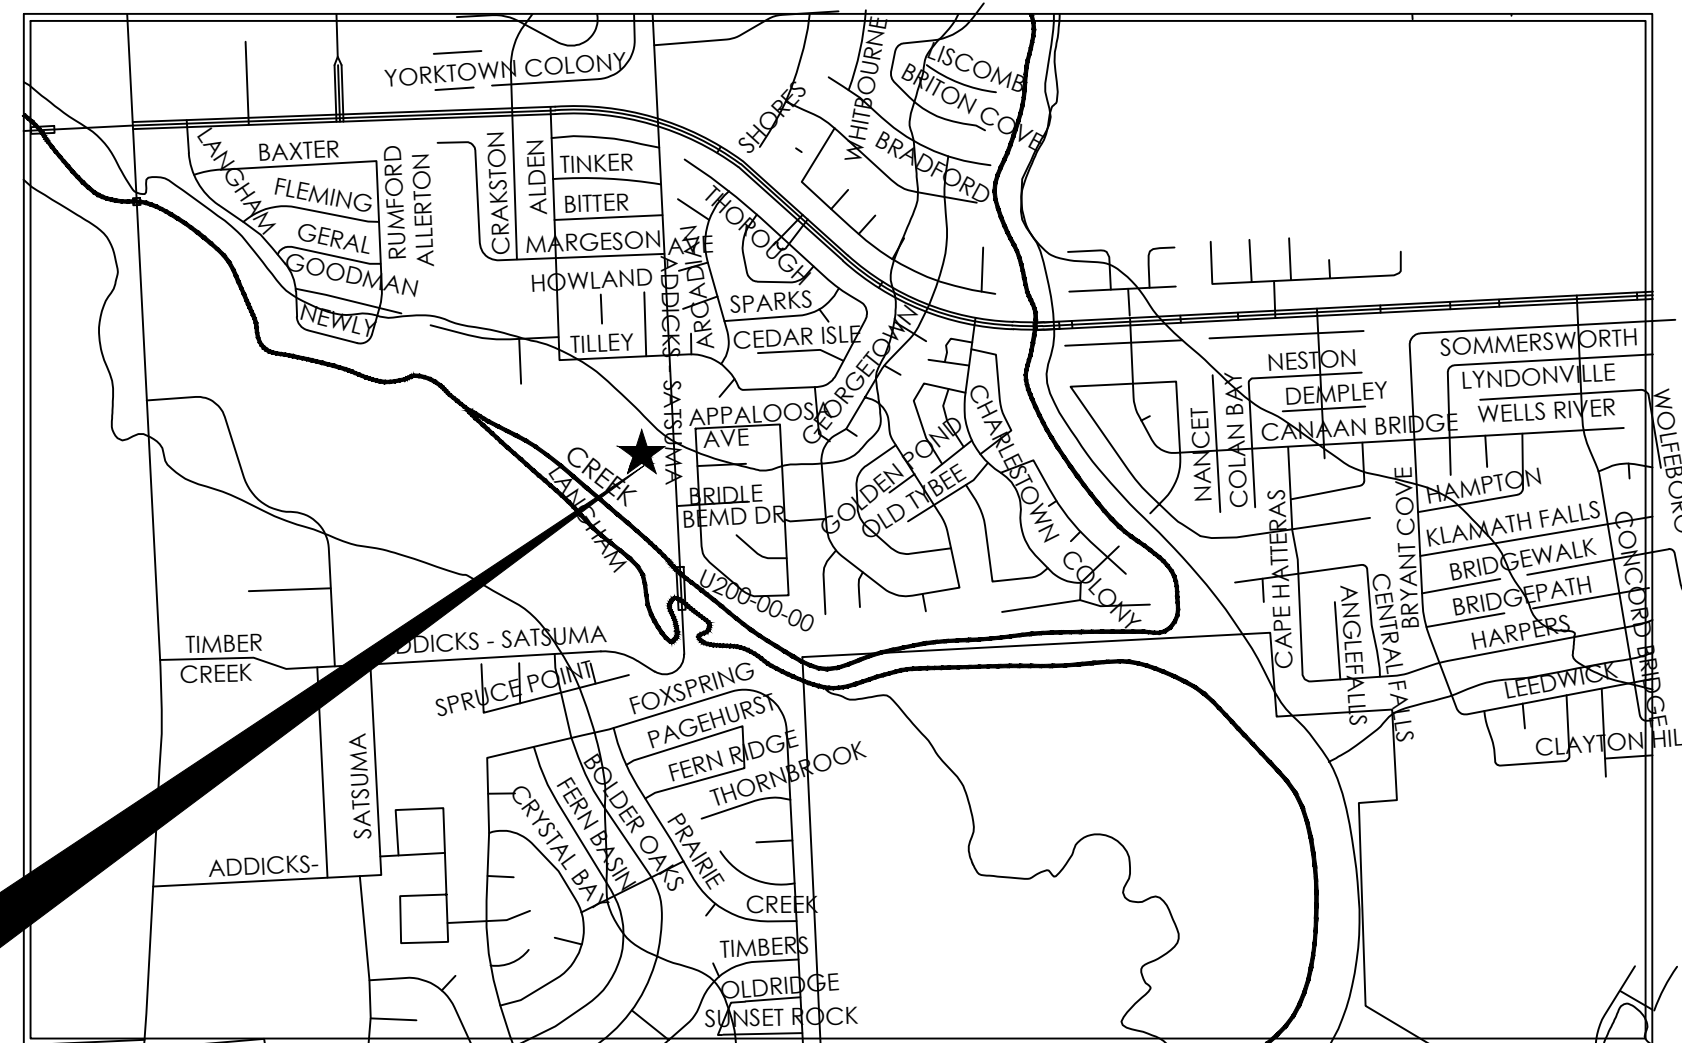 YORKTOWN COLONY
LISCOMB
BRITON COVE
WHITBOURNE
SHORES
BRADFORD
LANGHAM
BAXTER
FLEMING
GERAL
GOODMAN
NEWLY
RUMFORD
ALLERTON
CRAKSTON
ALDEN
TINKER
BITTER
MARGESON AVE
HOWLAND
TILLEY
THOROUGH
ARCADIAN
ADDICKS - SATSUMA
SPARKS
CEDAR ISLE
GEORGETOWN
APPALOOSA
AVE
BRIDLE
BEMD DR
CREEK
LANGHAM
U200-00-00
GOLDEN POND
OLD TYBEE
CHARLESTOWN COLONY
NANCET
COLAN BAY
NESTON
DEMPLEY
CANAAN BRIDGE
SOMMERSWORTH
LYNDONVILLE
WELLS RIVER
WOLFEBORO
HAMPTON
KLAMATH FALLS
BRIDGEWALK
BRIDGEPATH
HARPERS
LEEDWICK
CLAYTON HIL
CONCORD BRIDGE
BRYANT COVE
CENTRAL FALLS
ANGLEFALLS
CAPE HATTERAS
TIMBER
CREEK
DDICKS - SATSUMA
SPRUCE POINT
SATSUMA
ADDICKS-
FOXSPRING
PAGEHURST
FERN RIDGE
THORNBROOK
BOLDER OAKS
FERN BASIN
CRYSTAL BAY
PRAIRIE
CREEK
TIMBERS
OLDRIDGE
SUNSET ROCK